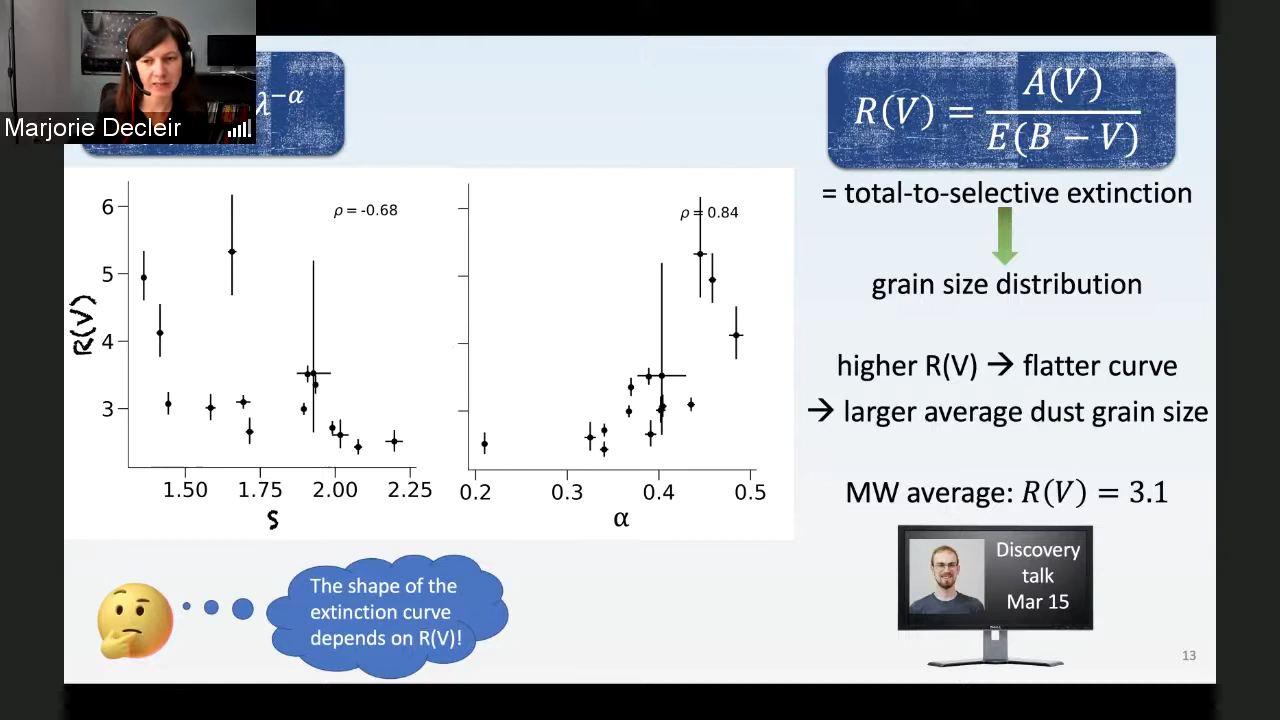 Marjorie Decleir
λ^−α
R(V) = A(V) / E(B − V)
= total-to-selective extinction
grain size distribution
higher R(V) → flatter curve
→ larger average dust grain size
MW average: R(V) = 3.1
ρ = -0.68
6
5
4
3
R(V)
1.50 1.75 2.00 2.25
S
ρ = 0.84
0.2 0.3 0.4 0.5
α
The shape of the
extinction curve
depends on R(V)!
Discovery
talk
Mar 15
13